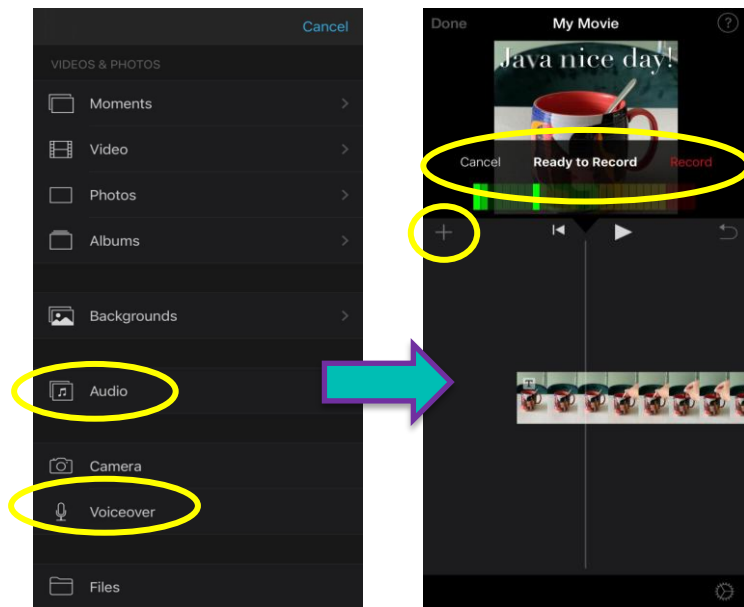 Cancel
VIDEOS & PHOTOS
Moments
Video
Photos
Albums
Backgrounds
Audio
Camera
Voiceover
Files
Done My Movie ?
Java nice day!
Cancel Ready to Record Record
T